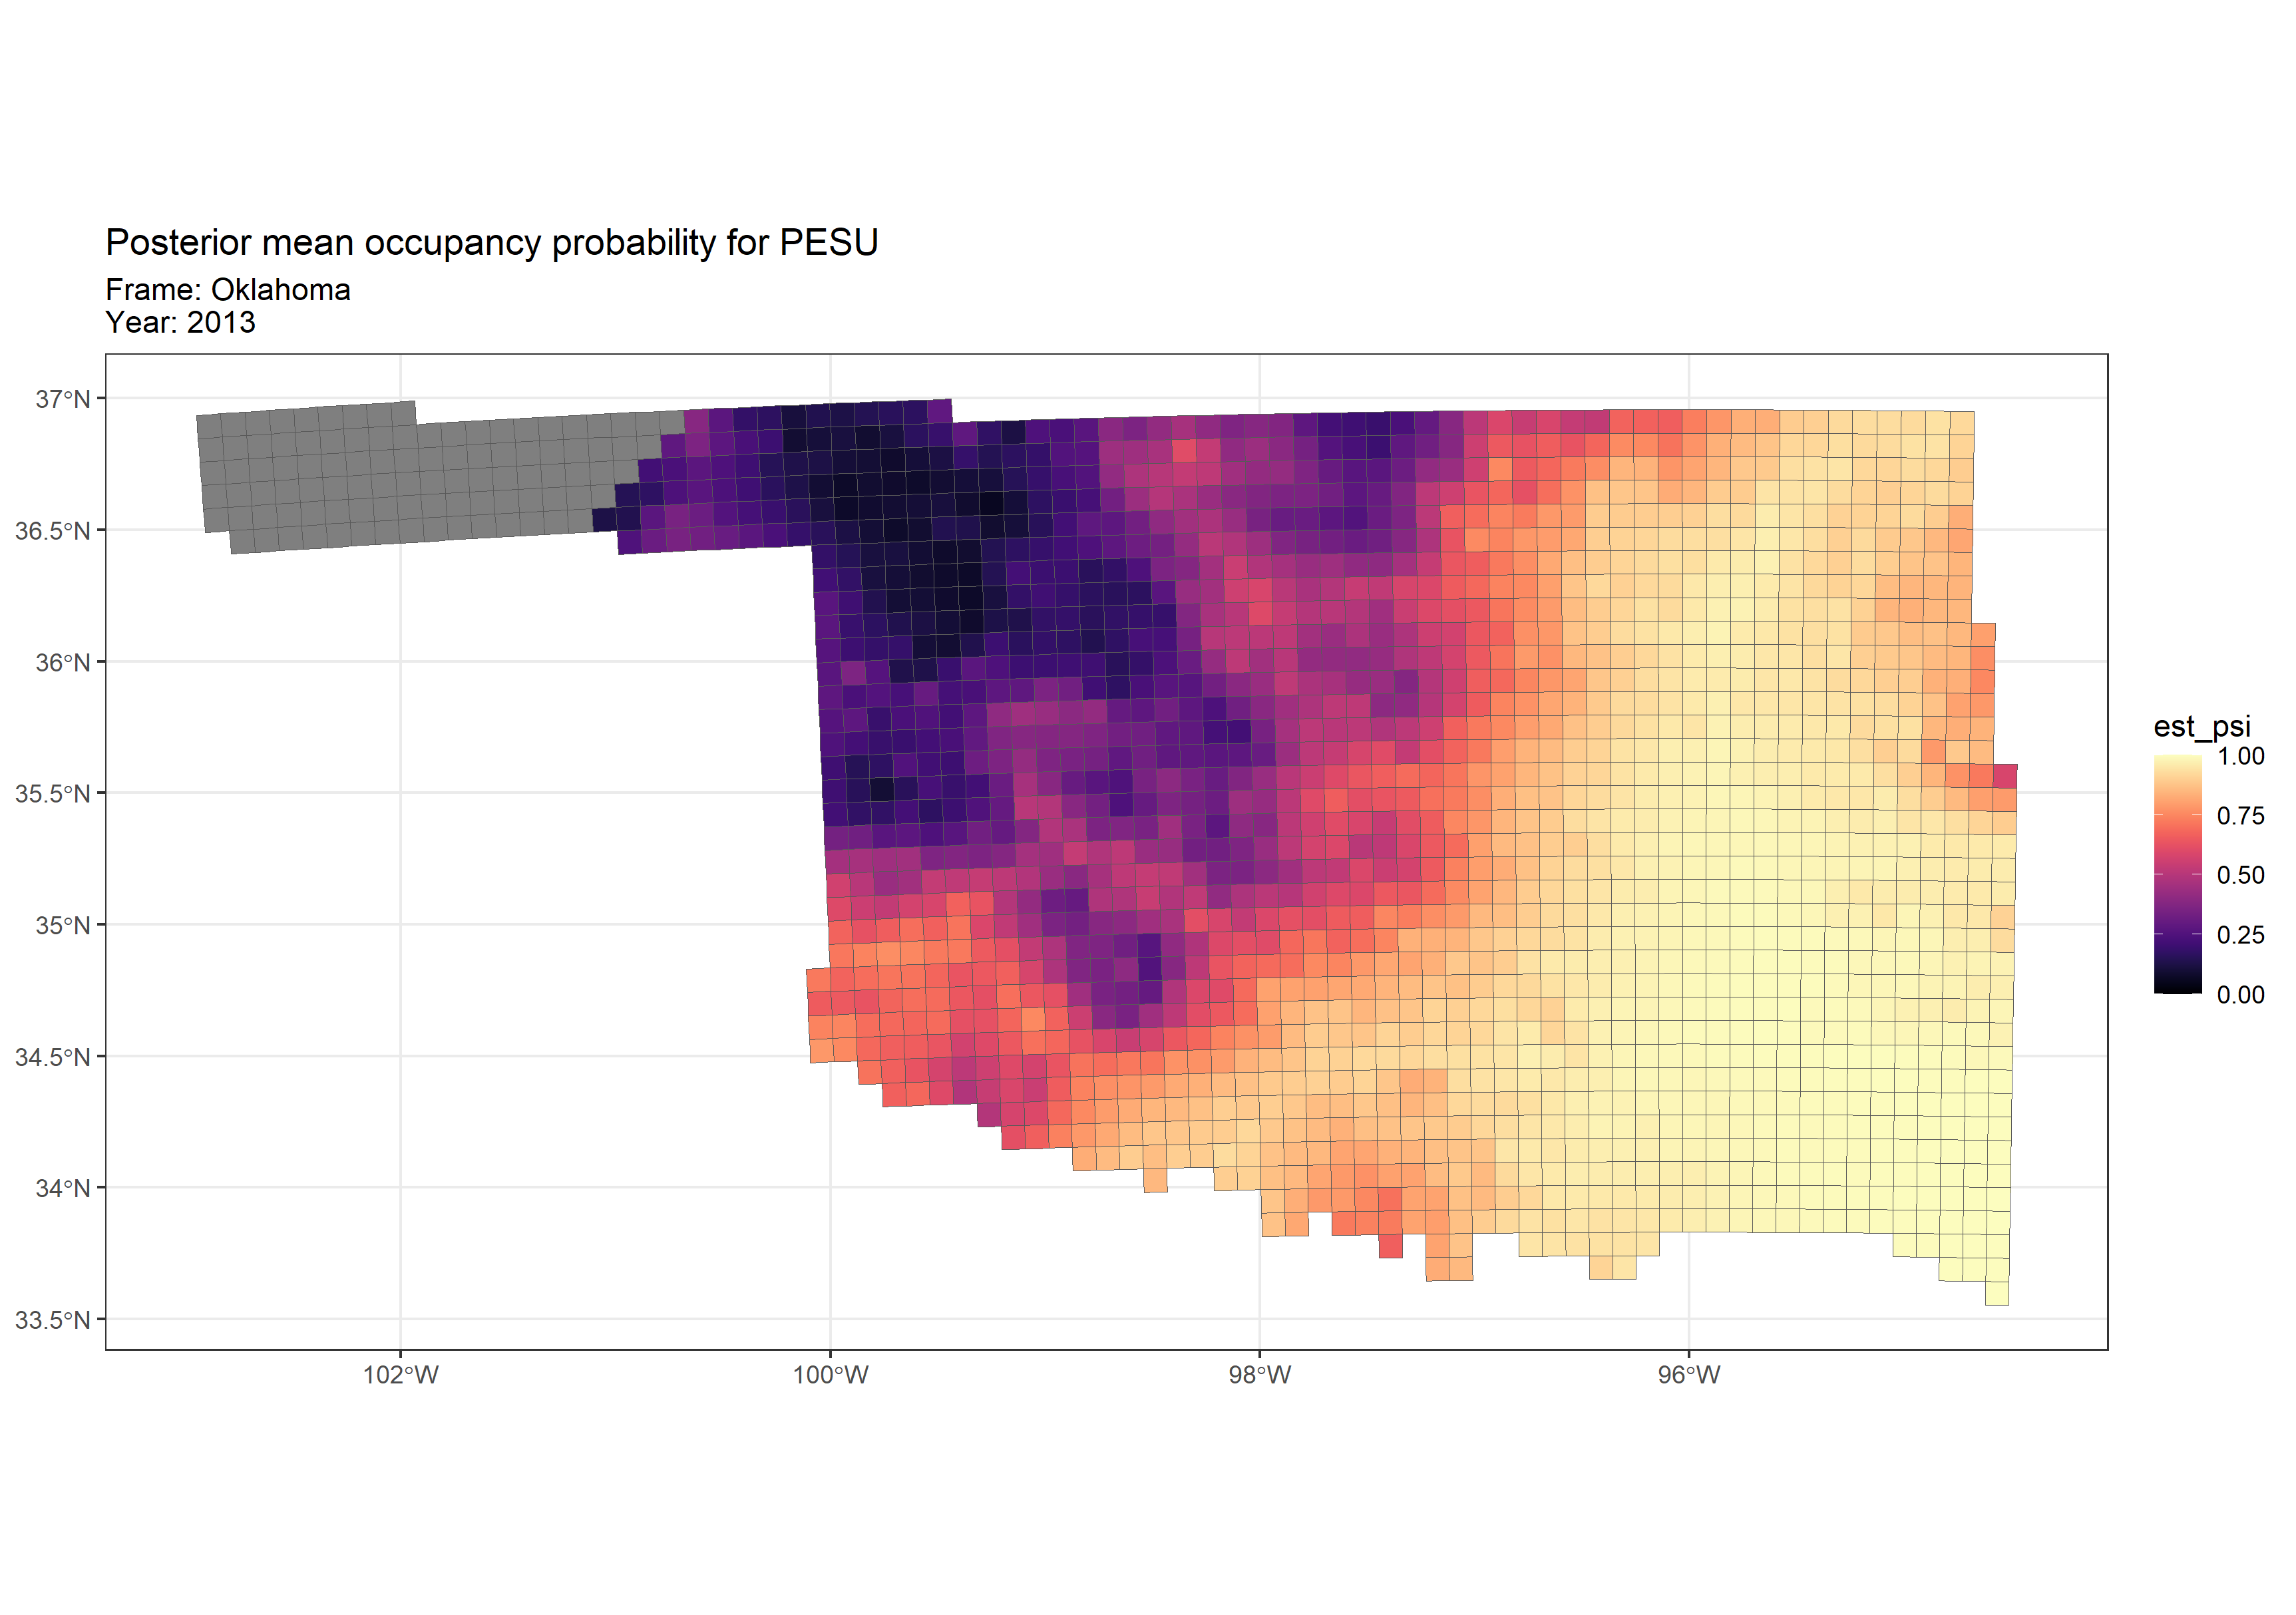 Posterior mean occupancy probability for PESU
Frame: Oklahoma
Year: 2013
37°N
36.5°N
36°N
35.5°N
35°N
34.5°N
34°N
33.5°N
102°W
100°W
98°W
96°W
est_psi
1.00
0.75
0.50
0.25
0.00